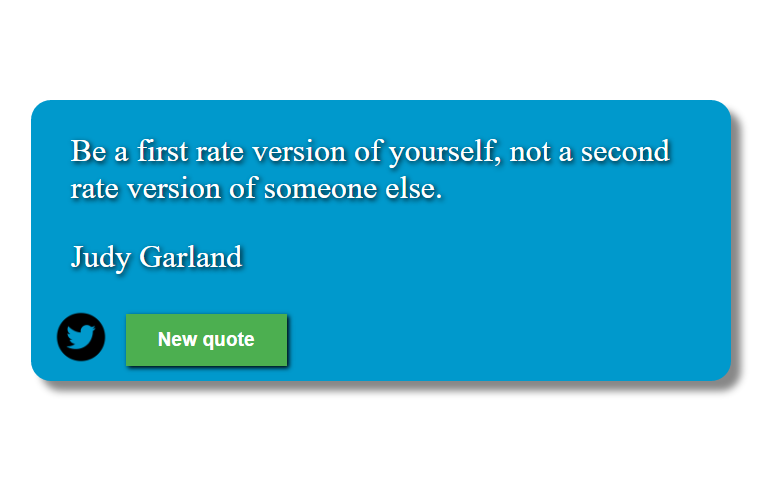 Be a first rate version of yourself, not a second
rate version of someone else.
Judy Garland
New quote